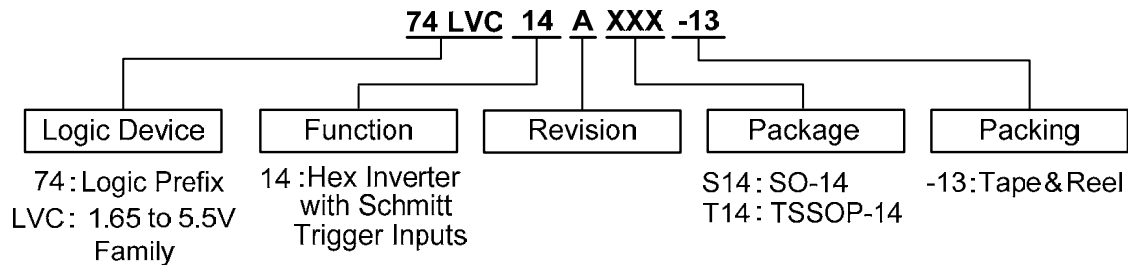 74 LVC 14 A XXX -13
Logic Device
Function
Revision
Package
Packing
74 : Logic Prefix
LVC : 1.65 to 5.5V
Family
14 : Hex Inverter
with Schmitt
Trigger Inputs
S14 : SO-14
T14 : TSSOP-14
-13 : Tape & Reel